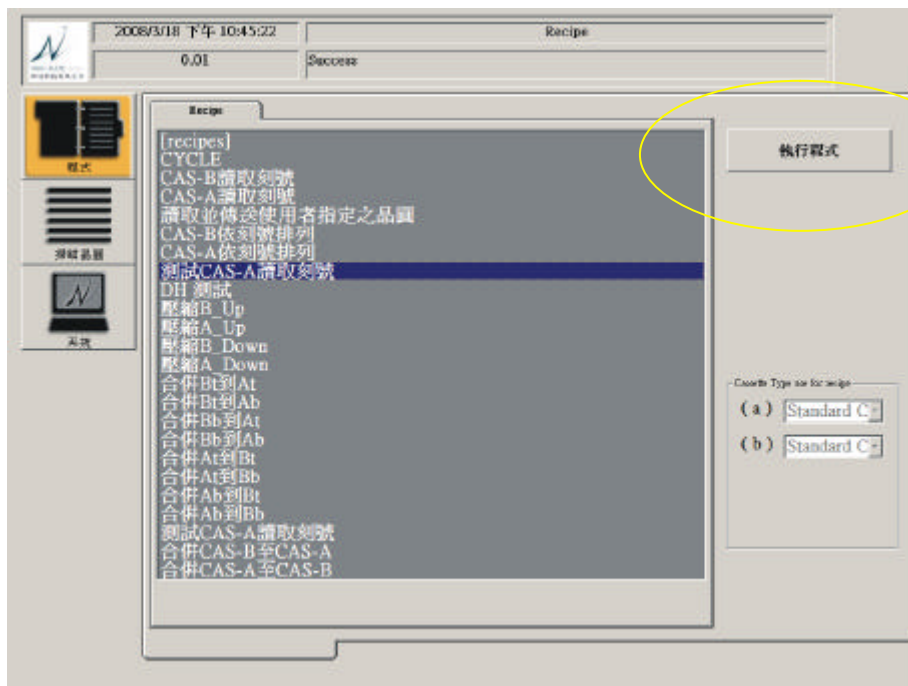 2008/3/18 下午 10:45:22
Recipe
0.01
Success
程式
掃瞄晶圓
系統
Recipe
[recipes]
CYCLE
CAS-B讀取刻號
CAS-A讀取刻號
讀取並傳送使用者指定之晶圓
CAS-B依刻號排列
CAS-A依刻號排列
測試CAS-A讀取刻號
DH 測試
壓縮B_Up
壓縮A_Up
壓縮B_Down
壓縮A_Down
合併Bt到At
合併Bt到Ab
合併Bb到At
合併Bb到Ab
合併At到Bt
合併At到Bb
合併Ab到Bt
合併Ab到Bb
測試CAS-A讀取刻號
合併CAS-B至CAS-A
合併CAS-A至CAS-B
執行程式
Cassette Type use for recipe
(a) Standard C
(b) Standard C